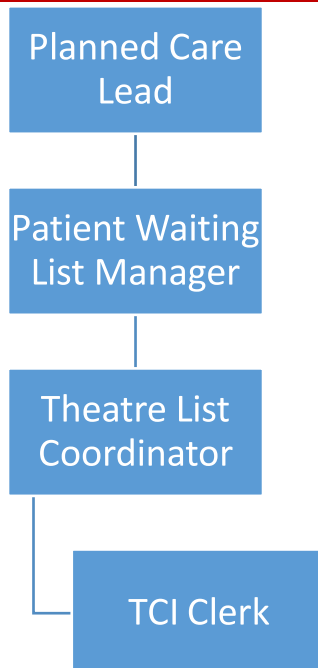 Planned Care
Lead
Patient Waiting
List Manager
Theatre List
Coordinator
TCI Clerk